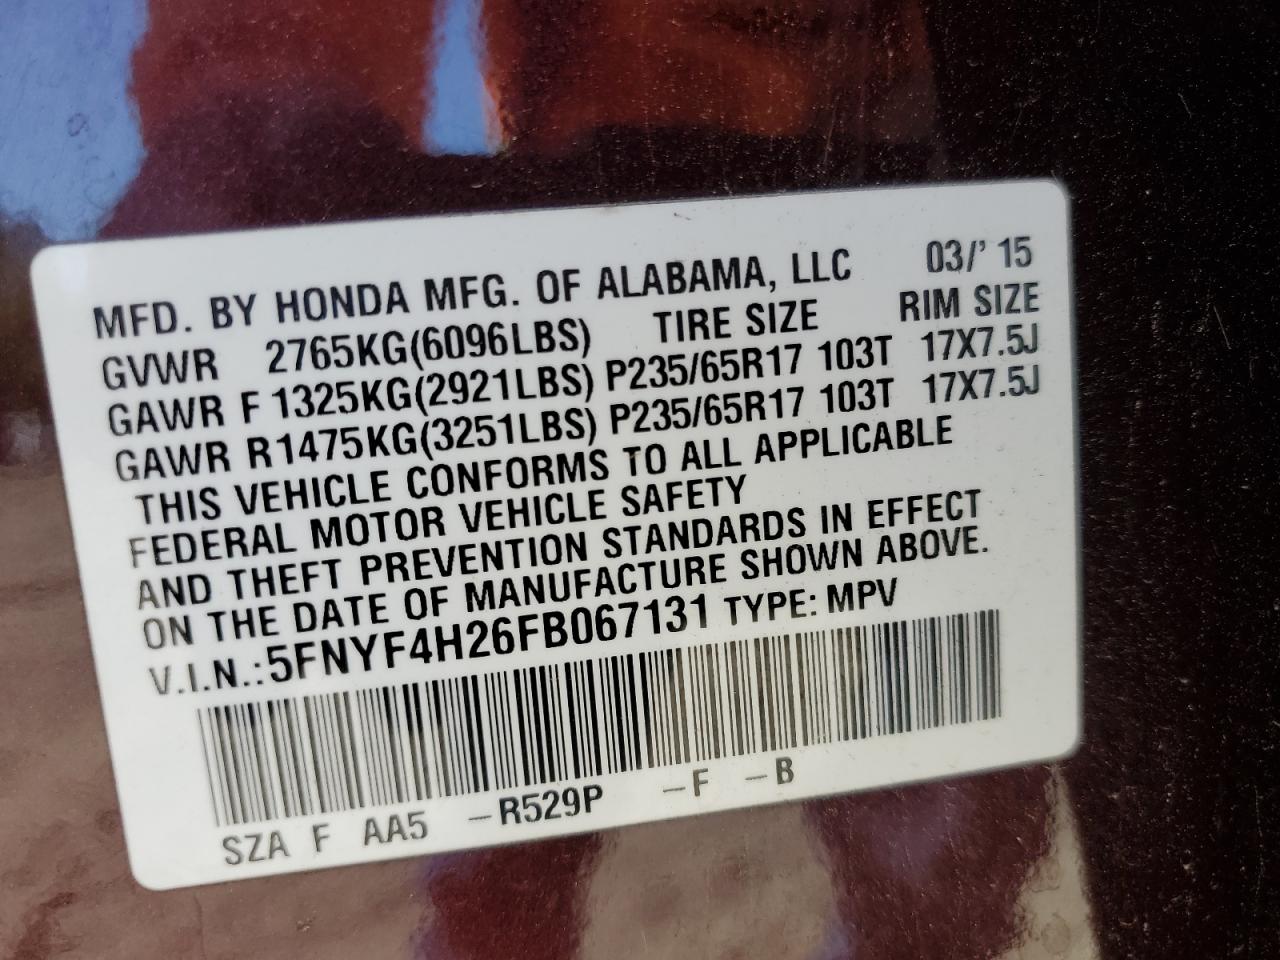 MFD. BY HONDA MFG. OF ALABAMA, LLC 03/' 15
GVWR 2765KG(6096LBS) TIRE SIZE RIM SIZE
GAWR F 1325KG(2921LBS) P235/65R17 103T 17X7.5J
GAWR R1475KG(3251LBS) P235/65R17 103T 17X7.5J
THIS VEHICLE CONFORMS TO ALL APPLICABLE
FEDERAL MOTOR VEHICLE SAFETY
AND THEFT PREVENTION STANDARDS IN EFFECT
ON THE DATE OF MANUFACTURE SHOWN ABOVE.
V.I.N.:5FNYF4H26FB067131 TYPE: MPV
SZA F AA5 -R529P -F -B